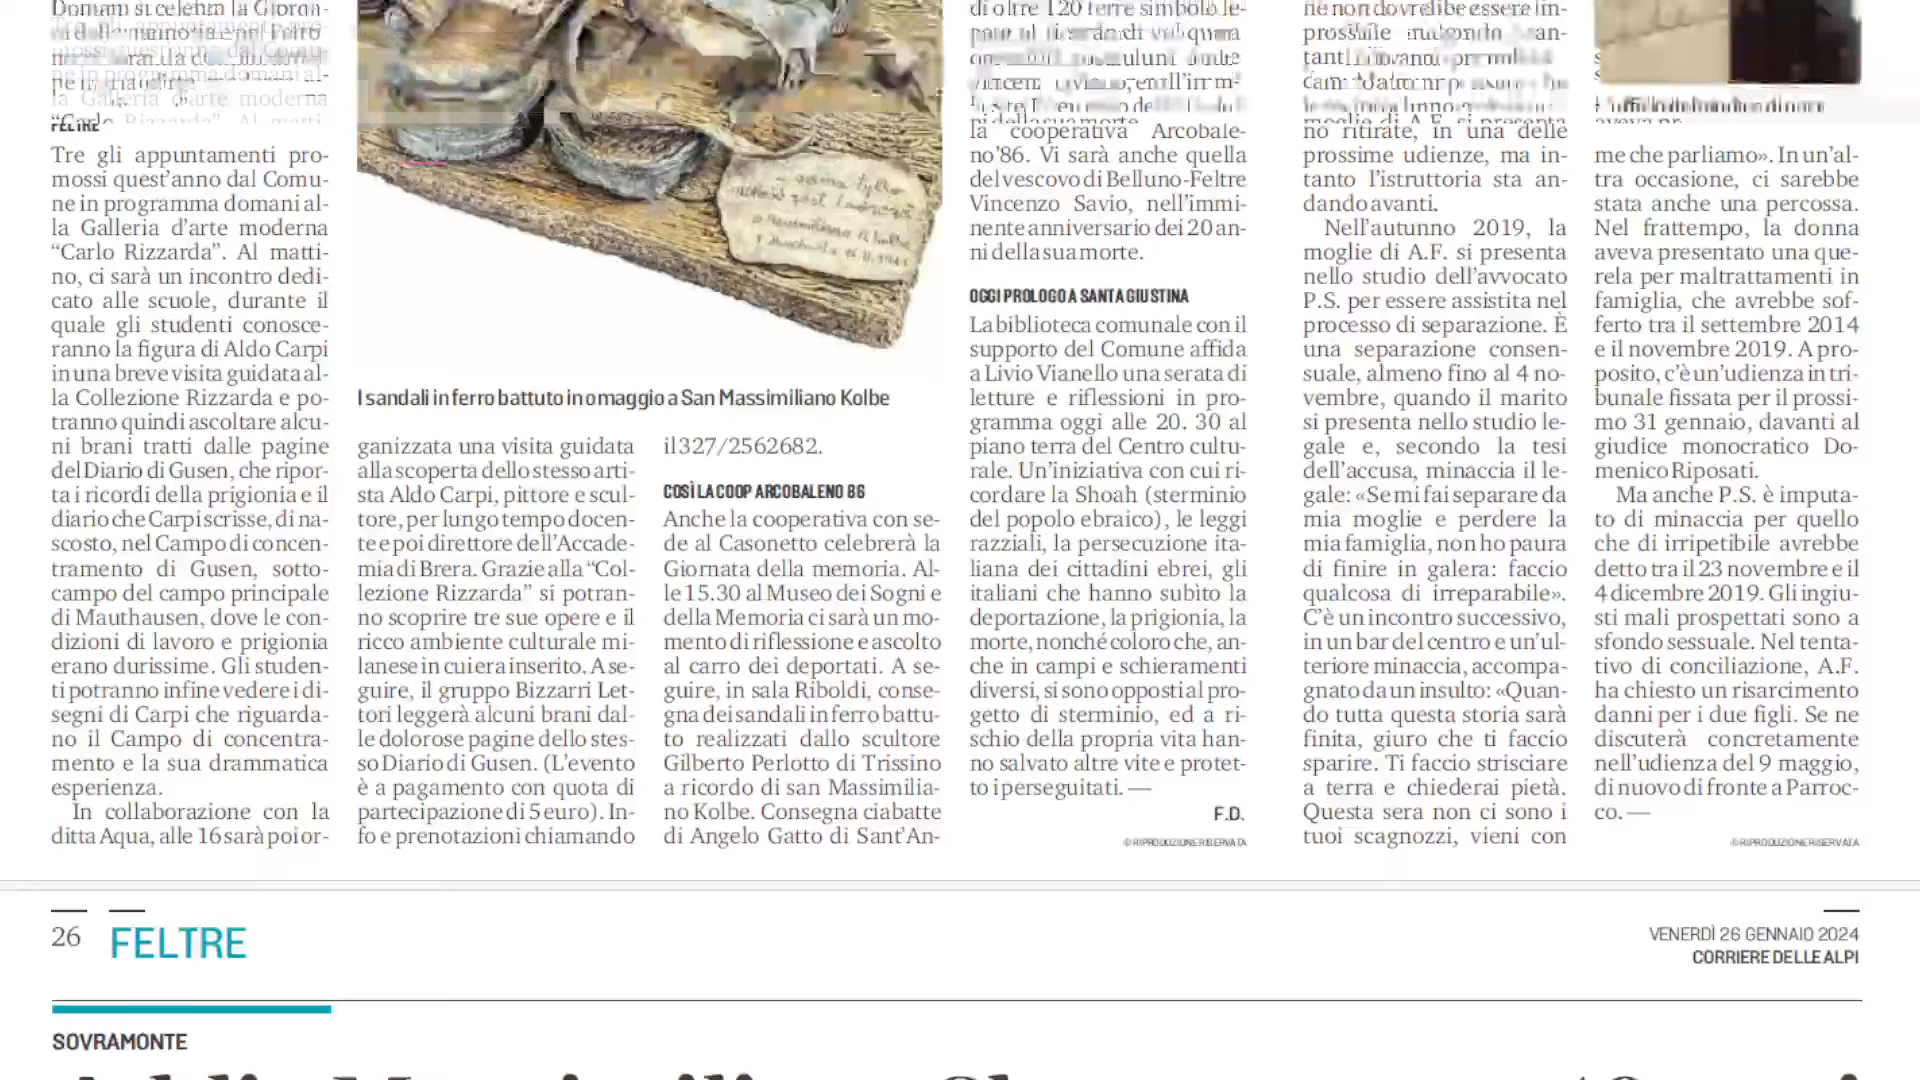 FELTRE
Tre gli appuntamenti pro-
mossi quest'anno dal Comu-
ne in programma domani al-
la Galleria d'arte moderna
“Carlo Rizzarda”. Al matti-
no, ci sarà un incontro dedi-
cato alle scuole, durante il
quale gli studenti conosce-
ranno la figura di Aldo Carpi
in una breve visita guidata al-
la Collezione Rizzarda e po-
tranno quindi ascoltare alcu-
ni brani tratti dalle pagine
del Diario di Gusen, che ripor-
ta i ricordi della prigionia e il
diario che Carpi scrisse, di na-
scosto, nel Campo di concen-
tramento di Gusen, sotto-
campo del campo principale
di Mauthausen, dove le con-
dizioni di lavoro e prigionia
erano durissime. Gli studen-
ti potranno infine vedere i di-
segni di Carpi che riguarda-
no il Campo di concentra-
mento e la sua drammatica
esperienza.
In collaborazione con la
ditta Aqua, alle 16 sarà poi or-
I sandali in ferro battuto in omaggio a San Massimiliano Kolbe
ganizzata una visita guidata
alla scoperta dello stesso arti-
sta Aldo Carpi, pittore e scul-
tore, per lungo tempo docen-
te e poi direttore dell'Accade-
mia di Brera. Grazie alla “Col-
lezione Rizzarda” si potran-
no scoprire tre sue opere e il
ricco ambiente culturale mi-
lanese in cui era inserito. A se-
guire, il gruppo Bizzarri Let-
tori leggerà alcuni brani dal-
le dolorose pagine dello stes-
so Diario di Gusen. (L'evento
è a pagamento con quota di
partecipazione di 5 euro). In-
fo e prenotazioni chiamando
il 327/2562682.
COSÌ LA COOP ARCOBALENO 86
Anche la cooperativa con se-
de al Casonetto celebrerà la
Giornata della memoria. Al-
le 15.30 al Museo dei Sogni e
della Memoria ci sarà un mo-
mento di riflessione e ascolto
al carro dei deportati. A se-
guire, in sala Riboldi, conse-
gna dei sandali in ferro battu-
to realizzati dallo scultore
Gilberto Perlotto di Trissino
a ricordo di san Massimilia-
no Kolbe. Consegna ciabatte
di Angelo Gatto di Sant'An-
di oltre 120 terre simbolo
la cooperativa Arcobale-
no'86. Vi sarà anche quella
del vescovo di Belluno-Feltre
Vincenzo Savio, nell'immi-
nente anniversario dei 20 an-
ni della sua morte.
OGGI PROLOGO A SANTA GIUSTINA
La biblioteca comunale con il
supporto del Comune affida
a Livio Vianello una serata di
letture e riflessioni in pro-
gramma oggi alle 20. 30 al
piano terra del Centro cultu-
rale. Un'iniziativa con cui ri-
cordare la Shoah (sterminio
del popolo ebraico), le leggi
razziali, la persecuzione ita-
liana dei cittadini ebrei, gli
italiani che hanno subìto la
deportazione, la prigionia, la
morte, nonché coloro che, an-
che in campi e schieramenti
diversi, si sono opposti al pro-
getto di sterminio, ed a ri-
schio della propria vita han-
no salvato altre vite e protet-
to i perseguitati. —
F.D.
© RIPRODUZIONE RISERVATA
no ritirate, in una delle
prossime udienze, ma in-
tanto l'istruttoria sta an-
dando avanti.
Nell'autunno 2019, la
moglie di A.F. si presenta
nello studio dell'avvocato
P.S. per essere assistita nel
processo di separazione. È
una separazione consen-
suale, almeno fino al 4 no-
vembre, quando il marito
si presenta nello studio le-
gale e, secondo la tesi
dell'accusa, minaccia il le-
gale: «Se mi fai separare da
mia moglie e perdere la
mia famiglia, non ho paura
di finire in galera: faccio
qualcosa di irreparabile».
C'è un incontro successivo,
in un bar del centro e un'ul-
teriore minaccia, accompa-
gnato da un insulto: «Quan-
do tutta questa storia sarà
finita, giuro che ti faccio
sparire. Ti faccio strisciare
a terra e chiederai pietà.
Questa sera non ci sono i
tuoi scagnozzi, vieni con
me che parliamo». In un'al-
tra occasione, ci sarebbe
stata anche una percossa.
Nel frattempo, la donna
aveva presentato una que-
rela per maltrattamenti in
famiglia, che avrebbe sof-
ferto tra il settembre 2014
e il novembre 2019. A pro-
posito, c'è un'udienza in tri-
bunale fissata per il prossi-
mo 31 gennaio, davanti al
giudice monocratico Do-
menico Riposati.
Ma anche P.S. è imputa-
to di minaccia per quello
che di irripetibile avrebbe
detto tra il 23 novembre e il
4 dicembre 2019. Gli ingiu-
sti mali prospettati sono a
sfondo sessuale. Nel tenta-
tivo di conciliazione, A.F.
ha chiesto un risarcimento
danni per i due figli. Se ne
discuterà concretamente
nell'udienza del 9 maggio,
di nuovo di fronte a Parroc-
co. —
© RIPRODUZIONE RISERVATA
26 FELTRE
VENERDÌ 26 GENNAIO 2024
CORRIERE DELLE ALPI
SOVRAMONTE